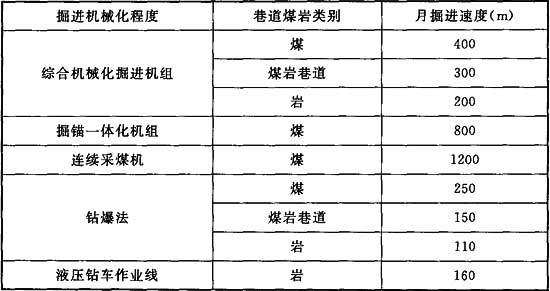 掘进机械化程度 巷道煤岩类别 月掘进速度(m)
综合机械化掘进机组 煤 400
煤岩巷道 300
岩 200
掘锚一体化机组 煤 800
连续采煤机 煤 1200
钻爆法 煤 250
煤岩巷道 150
岩 110
液压钻车作业线 岩 160